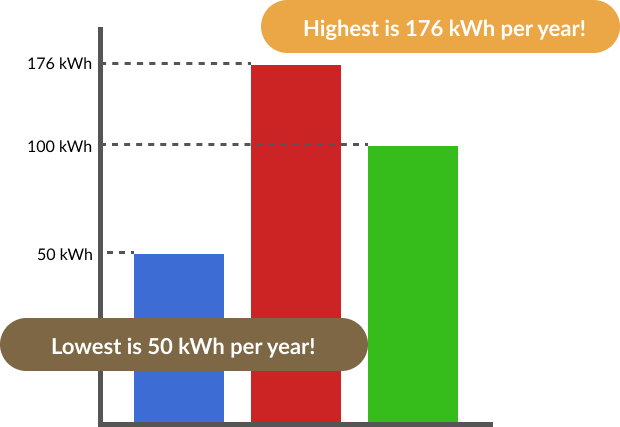 Highest is 176 kWh per year!
176 kWh
100 kWh
50 kWh
Lowest is 50 kWh per year!